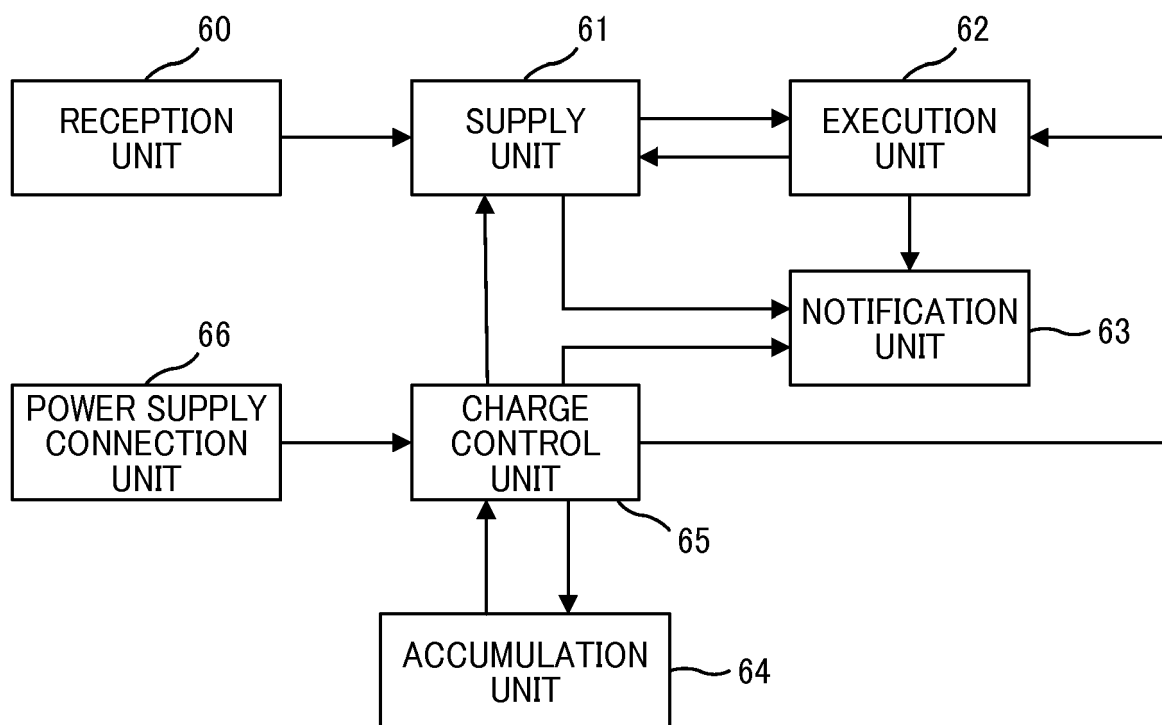 60
61
62
RECEPTION
UNIT
SUPPLY
UNIT
EXECUTION
UNIT
NOTIFICATION
UNIT
63
66
POWER SUPPLY
CONNECTION
UNIT
CHARGE
CONTROL
UNIT
65
ACCUMULATION
UNIT
64